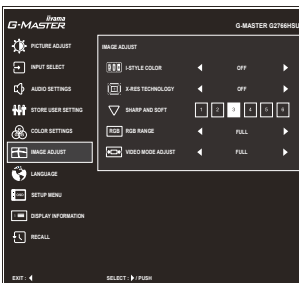 iiyama
G-MASTER
G-MASTER G2766HSU
PICTURE ADJUST
INPUT SELECT
AUDIO SETTINGS
STORE USER SETTING
COLOR SETTINGS
IMAGE ADJUST
LANGUAGE
SETUP MENU
DISPLAY INFORMATION
RECALL
IMAGE ADJUST
I-STYLE COLOR OFF
X-RES TECHNOLOGY OFF
SHARP AND SOFT 1 2 3 4 5 6
RGB RGB RANGE FULL
VIDEO MODE ADJUST FULL
EXIT :
SELECT : / PUSH